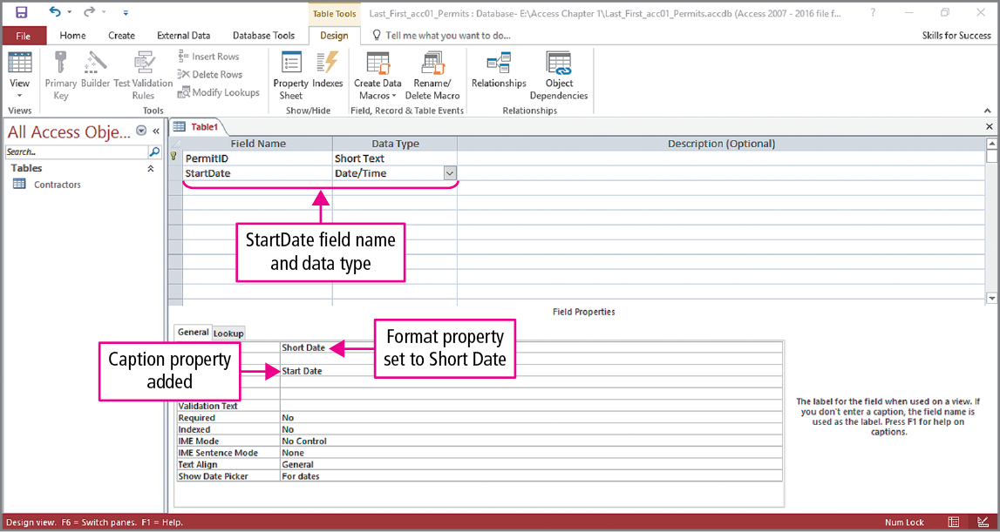 Table Tools
Last_First_acc01_Permits : Database- E:\Access Chapter 1\Last_First_acc01_Permits.accdb (Access 2007 - 2016 file f...
?
File
Home
Create
External Data
Database Tools
Design
Tell me what you want to do...
Skills for Success
View
Primary Key
Builder
Test Validation Rules
Insert Rows
Delete Rows
Modify Lookups
Property Sheet
Indexes
Create Data Macros
Rename/ Delete Macro
Relationships
Object Dependencies
Views
Tools
Show/Hide
Field, Record & Table Events
Relationships
All Access Obje...
Search...
Tables
Contractors
Table1
Field Name
Data Type
Description (Optional)
PermitID
Short Text
StartDate
Date/Time
StartDate field name
and data type
Field Properties
General
Lookup
Short Date
Format property
set to Short Date
Caption property
added
Start Date
Validation Text
Required
No
Indexed
No
IME Mode
No Control
IME Sentence Mode
None
Text Align
General
Show Date Picker
For dates
The label for the field when used on a view. If
you don't enter a caption, the field name is
used as the label. Press F1 for help on
captions.
Design view. F6 = Switch panes. F1 = Help.
Num Lock